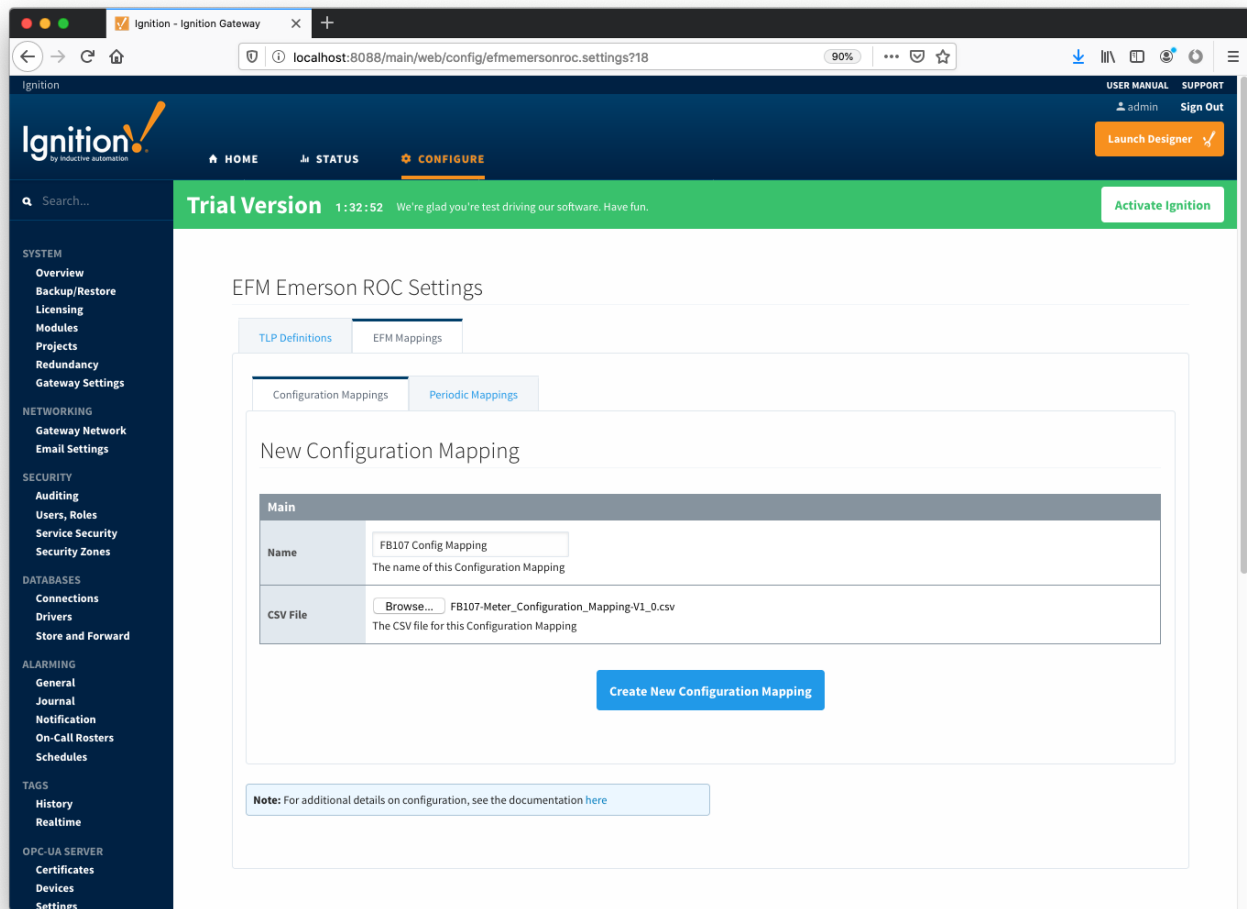 Ignition - Ignition Gateway
localhost:8088/main/web/config/efmemersonroc.settings?18
90%
Ignition
USER MANUAL SUPPORT
admin Sign Out
Ignition!
by inductive automation
Launch Designer
HOME STATUS CONFIGURE
Search...
Trial Version 1:32:52 We're glad you're test driving our software. Have fun.
Activate Ignition
SYSTEM
Overview
Backup/Restore
Licensing
Modules
Projects
Redundancy
Gateway Settings
NETWORKING
Gateway Network
Email Settings
SECURITY
Auditing
Users, Roles
Service Security
Security Zones
DATABASES
Connections
Drivers
Store and Forward
ALARMING
General
Journal
Notification
On-Call Rosters
Schedules
TAGS
History
Realtime
OPC-UA SERVER
Certificates
Devices
Settings
EFM Emerson ROC Settings
TLP Definitions EFM Mappings
Configuration Mappings Periodic Mappings
New Configuration Mapping
Main
Name
FB107 Config Mapping
The name of this Configuration Mapping
CSV File
Browse... FB107-Meter_Configuration_Mapping-V1_0.csv
The CSV file for this Configuration Mapping
Create New Configuration Mapping
Note: For additional details on configuration, see the documentation here